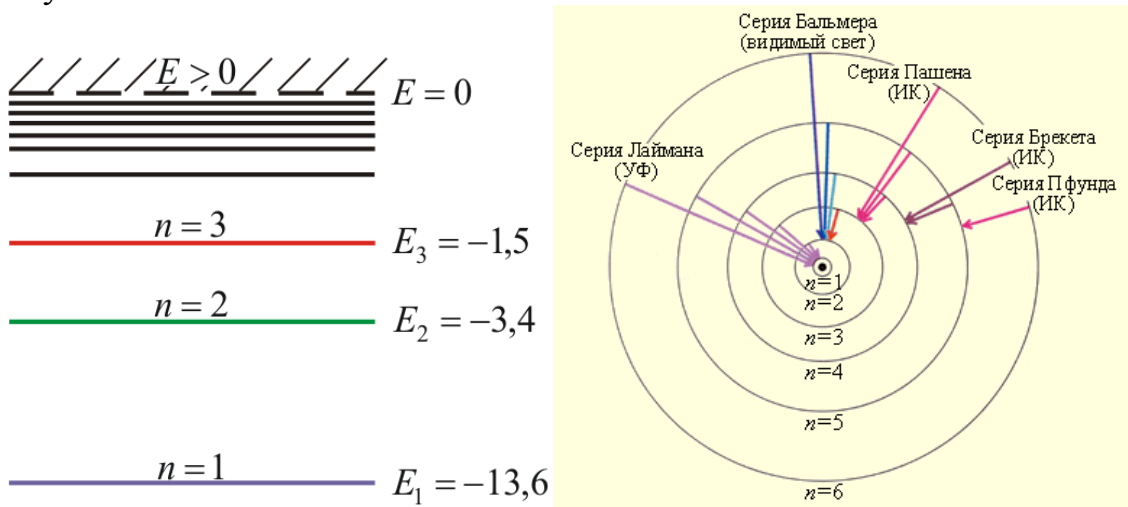 E > 0
E = 0
n = 3
E₃ = −1,5
n = 2
E₂ = −3,4
n = 1
E₁ = −13,6
Серия Бальмера
(видимый свет)
Серия Пашена
(ИК)
Серия Брекета
(ИК)
Серия Пфунда
(ИК)
Серия Лаймана
(УФ)
n=1
n=2
n=3
n=4
n=5
n=6